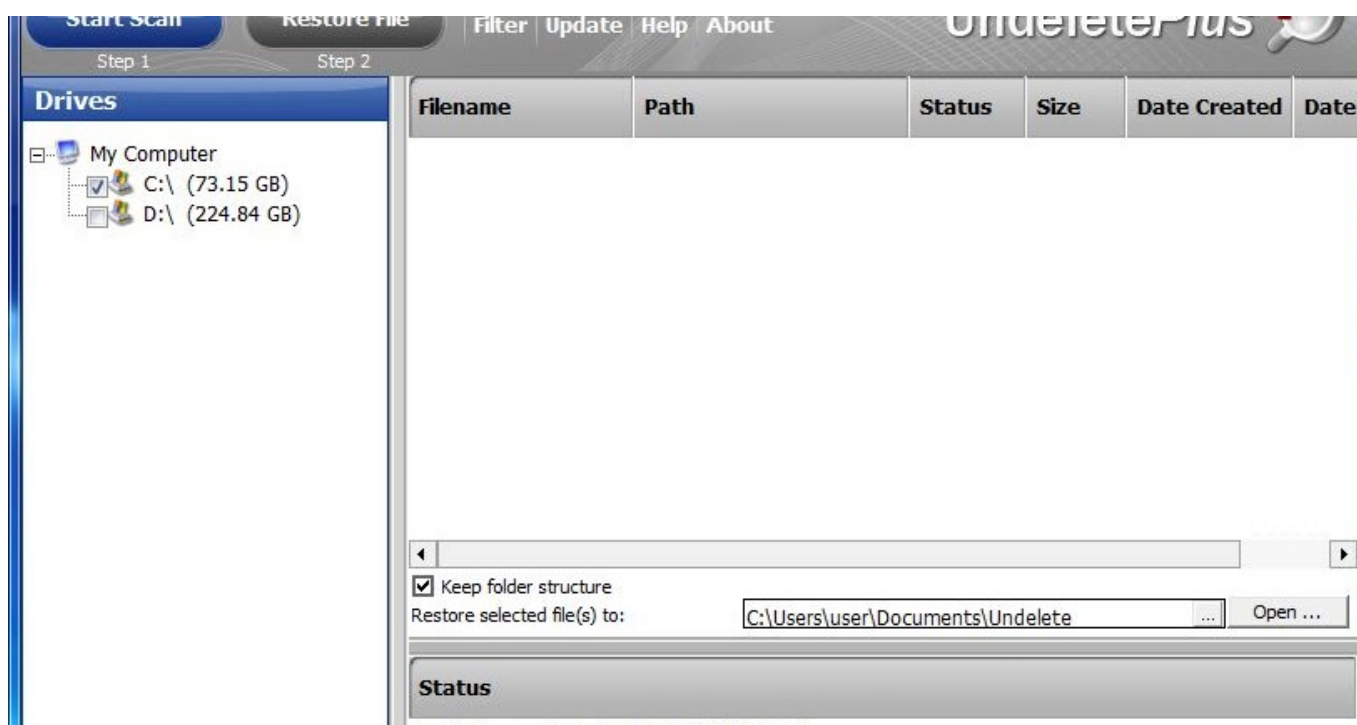 Start Scan Restore File Filter Update Help About UndeletePlus
Step 1 Step 2
Drives
Filename Path Status Size Date Created Date
My Computer
C:\ (73.15 GB)
D:\ (224.84 GB)
Keep folder structure
Restore selected file(s) to: C:\Users\user\Documents\Undelete ... Open ...
Status